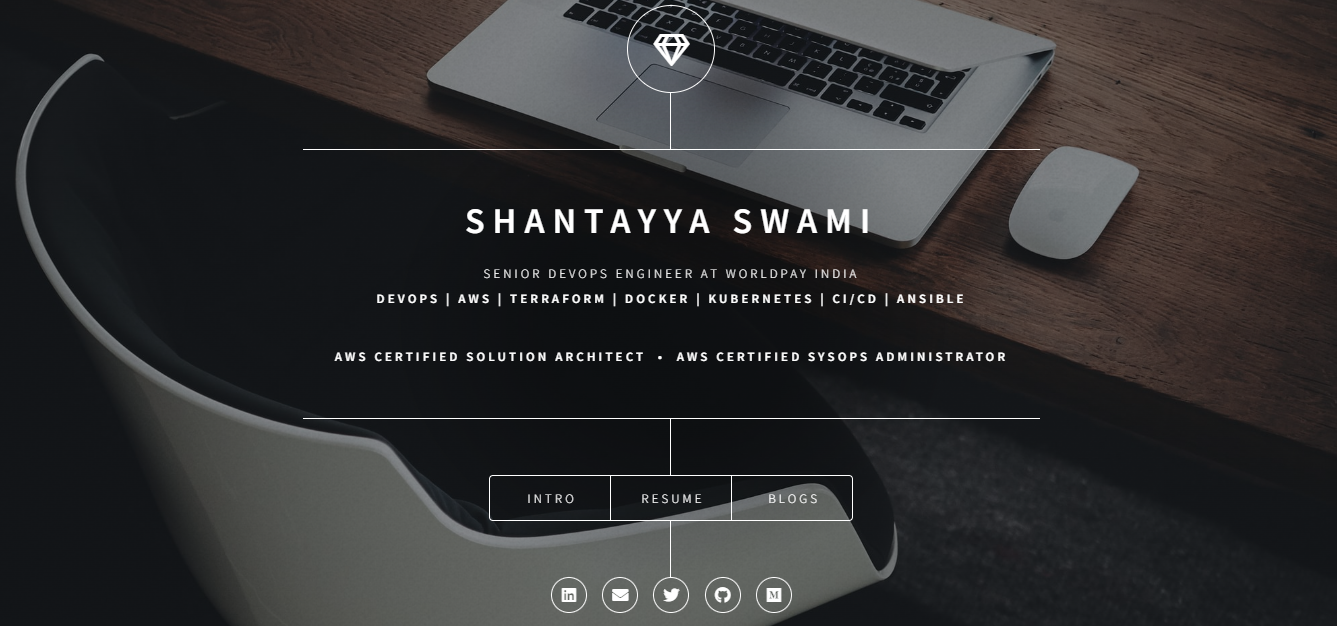 SHANTAYYA SWAMI
SENIOR DEVOPS ENGINEER AT WORLDPAY INDIA
DEVOPS | AWS | TERRAFORM | DOCKER | KUBERNETES | CI/CD | ANSIBLE
AWS CERTIFIED SOLUTION ARCHITECT • AWS CERTIFIED SYSOPS ADMINISTRATOR
INTRO RESUME BLOGS